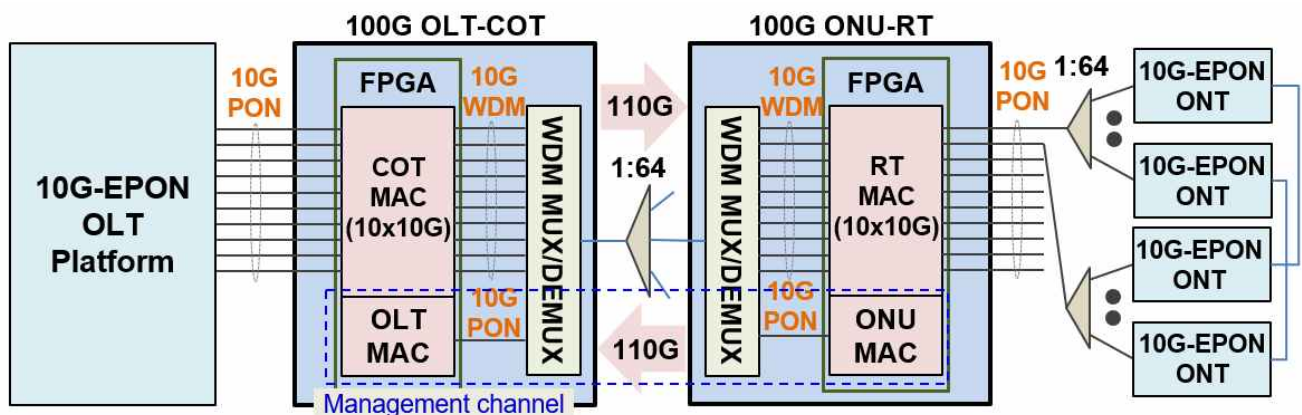 100G OLT-COT
100G ONU-RT
10G-EPON
OLT
Platform
10G
PON
FPGA
COT
MAC
(10x10G)
OLT
MAC
10G
WDM
10G
PON
WDM MUX/DEMUX
Management channel
110G
1:64
110G
WDM MUX/DEMUX
10G
WDM
10G
PON
FPGA
RT
MAC
(10x10G)
ONU
MAC
10G
PON
1:64
10G-EPON
ONT
10G-EPON
ONT
10G-EPON
ONT
10G-EPON
ONT